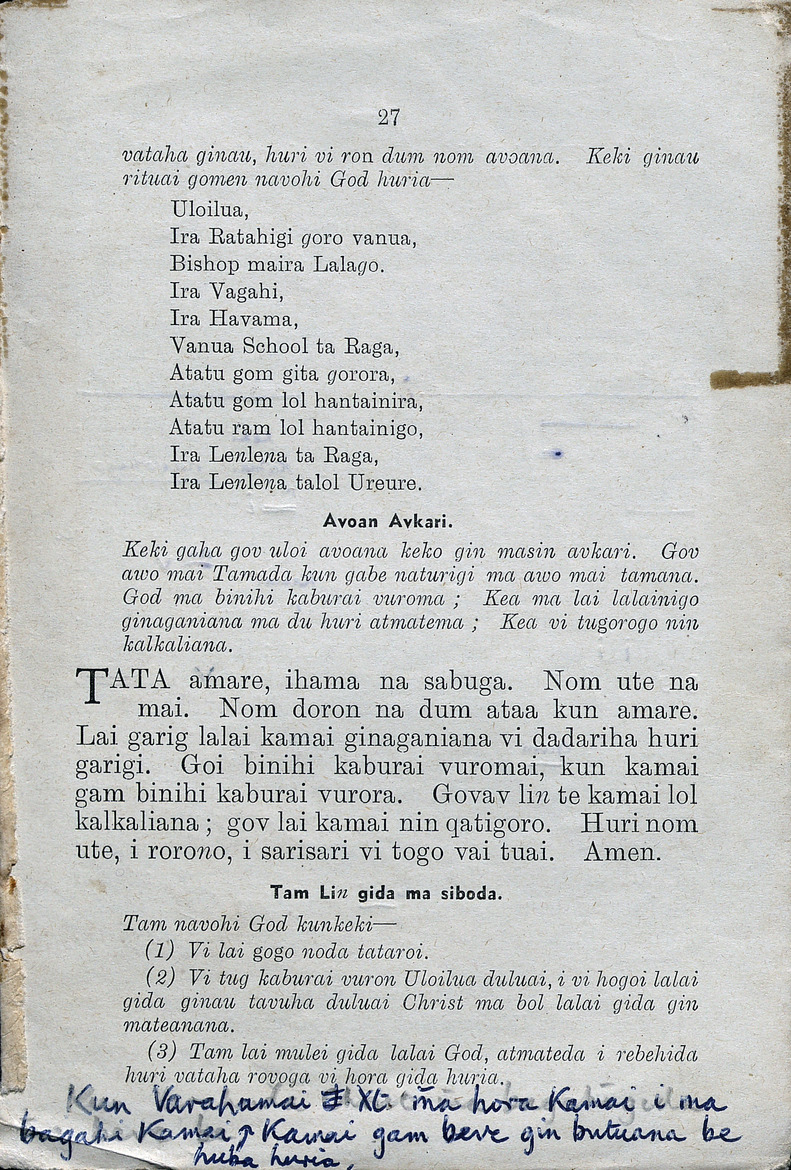 27
vataha ginau, huri vi ron dum nom avoana. Keki ginau
rituai gomen navohi God huria—
Uloilua,
Ira Ratahigi goro vanua,
Bishop maira Lalago.
Ira Vagahi,
Ira Havama,
Vanua School ta Raga,
Atatu gom gita gorora,
Atatu gom lol hantainira,
Atatu ram lol hantainigo,
Ira Lenlena ta Raga,
Ira Lenlena talol Ureure.
Avoan Avkari.
Keki gaha gov uloi avoana keko gin masin avkari. Gov
awo mai Tamada kun gabe naturigi ma awo mai tamana.
God ma binihi kaburai vuroma ; Kea ma lai lalainigo
ginaganiana ma du huri atmatema ; Kea vi tugorogo nin
kalkaliana.
TATA amare, ihama na sabuga. Nom ute na
mai. Nom doron na dum ataa kun amare.
Lai garig lalai kamai ginaganiana vi dadariha huri
garigi. Goi binihi kaburai vuromai, kun kamai
gam binihi kaburai vurora. Govav lin te kamai lol
kalkaliana ; gov lai kamai nin qatigoro. Huri nom
ute, i rorono, i sarisari vi togo vai tuai. Amen.
Tam Lin gida ma siboda.
Tam navohi God kunkeki—
(1) Vi lai gogo noda tataroi.
(2) Vi tug kaburai vuron Uloilua duluai, i vi hogoi lalai
gida ginau tavuha duluai Christ ma bol lalai gida gin
mateanana.
(3) Tam lai mulei gida lalai God, atmateda i rebehida
huri vataha rovoga vi hora gida huria.
Kun Varahamai Xt ma hora Kamai i ma
bagahi Kamai, Kamai gam beve gin butuana be
huba huria,